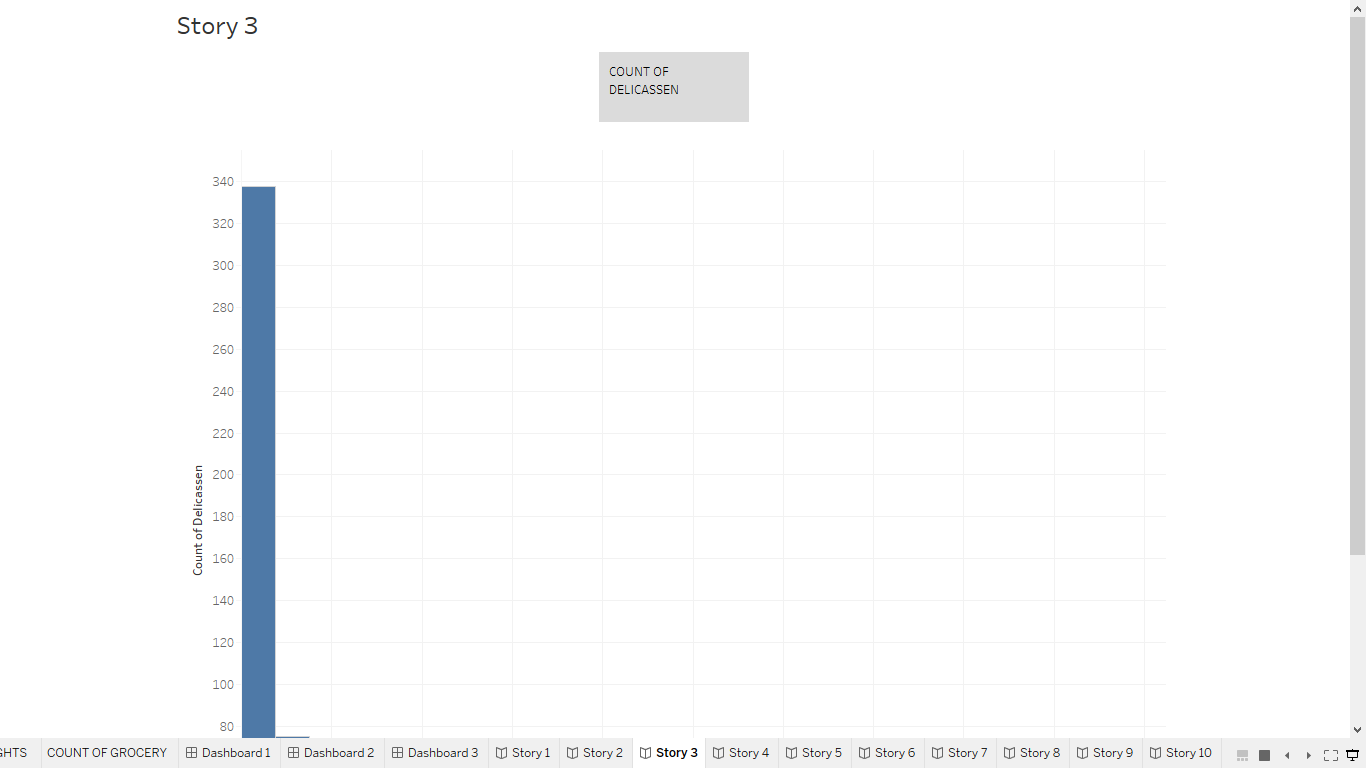 Story 3
COUNT OF
DELICASSEN
340
320
300
280
260
240
220
200
180
160
140
120
100
80
Count of Delicassen
GHTS COUNT OF GROCERY Dashboard 1 Dashboard 2 Dashboard 3 Story 1 Story 2 Story 3 Story 4 Story 5 Story 6 Story 7 Story 8 Story 9 Story 10